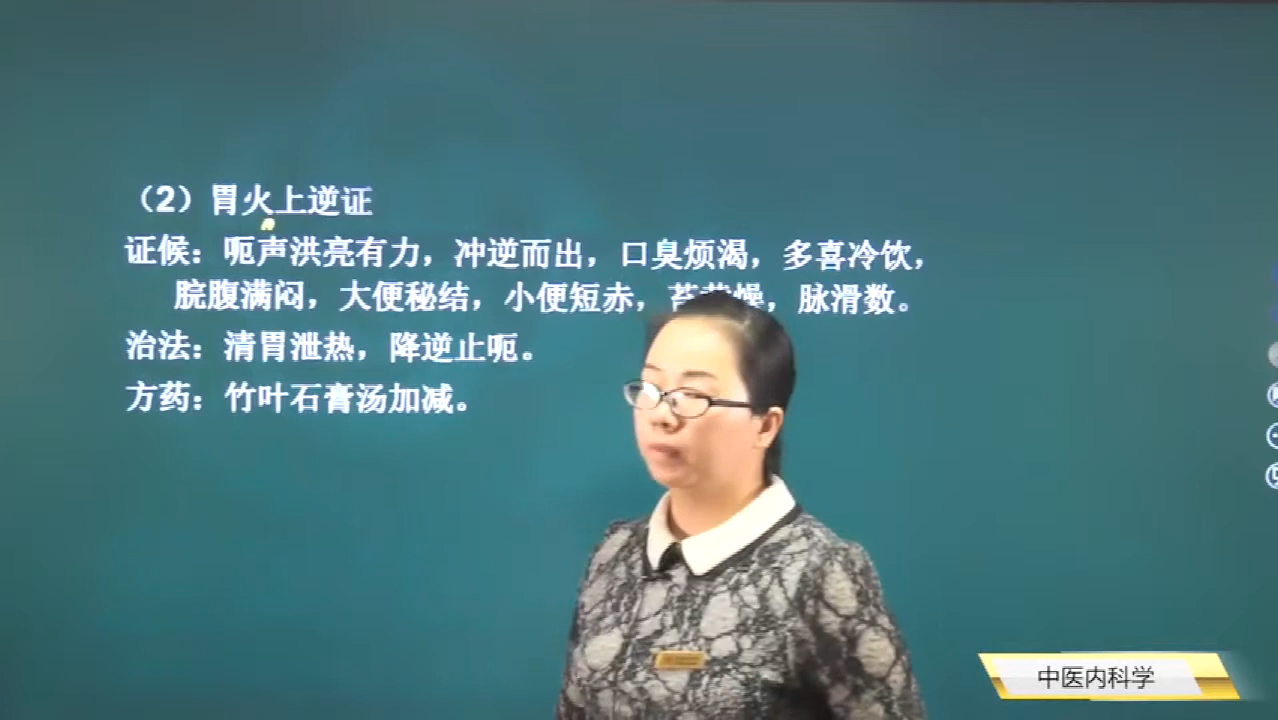 （2）胃火上逆证
证候：呃声洪亮有力，冲逆而出，口臭烦渴，多喜冷饮，
脘腹满闷，大便秘结，小便短赤，苔黄燥，脉滑数。
治法：清胃泄热，降逆止呃。
方药：竹叶石膏汤加减。
中医内科学